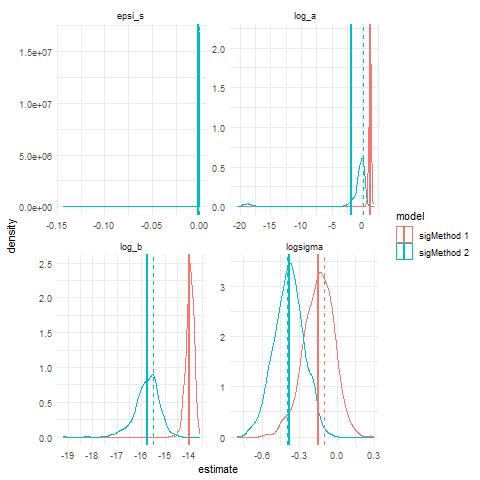 epsi_s
log_a
1.5e+07
1.0e+07
5.0e+06
0.0e+00
-0.15
-0.10
-0.05
0.00
2.0
1.5
1.0
0.5
0.0
-20
-15
-10
-5
0
density
model
sigMethod 1
sigMethod 2
log_b
logsigma
2.5
2.0
1.5
1.0
0.5
0.0
-19
-18
-17
-16
-15
-14
3
2
1
0
-0.6
-0.3
0.0
0.3
estimate